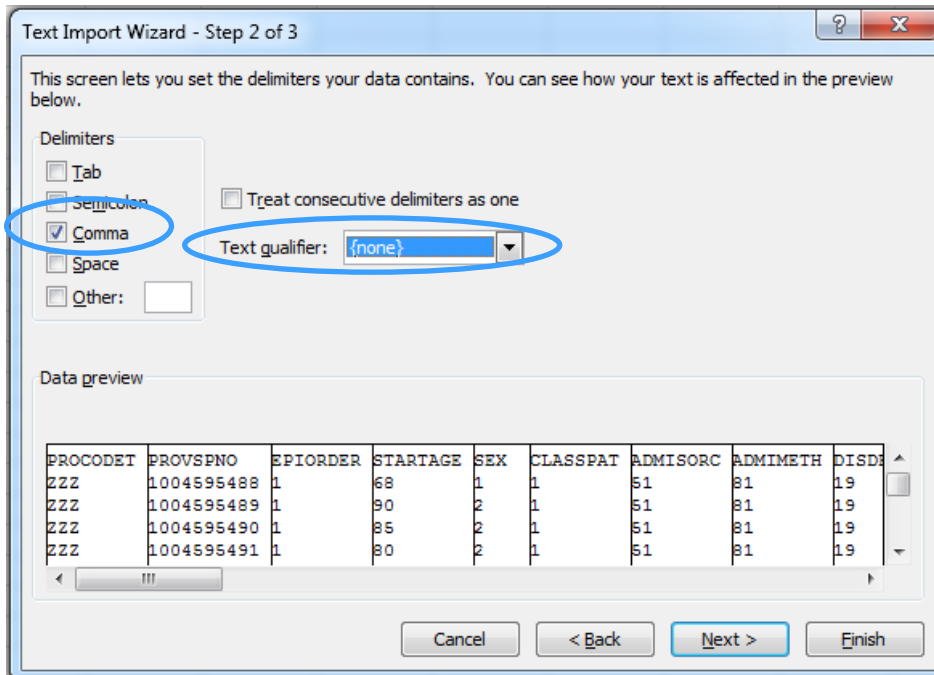 Text Import Wizard - Step 2 of 3
This screen lets you set the delimiters your data contains. You can see how your text is affected in the preview
below.
Delimiters
Tab
Semicolon
Treat consecutive delimiters as one
Comma
Text qualifier: {none}
Space
Other:
Data preview
PROCODET PROVSPNO EPIORDER STARTAGE SEX CLASSPAT ADMISORC ADMIMETH
ZZZ 1004595488 1 68 1 1 51 81 19
ZZZ 1004595489 1 90 2 1 51 81 19
ZZZ 1004595490 1 85 2 1 51 81 19
ZZZ 1004595491 1 80 2 1 51 81 19
Cancel < Back Next > Finish